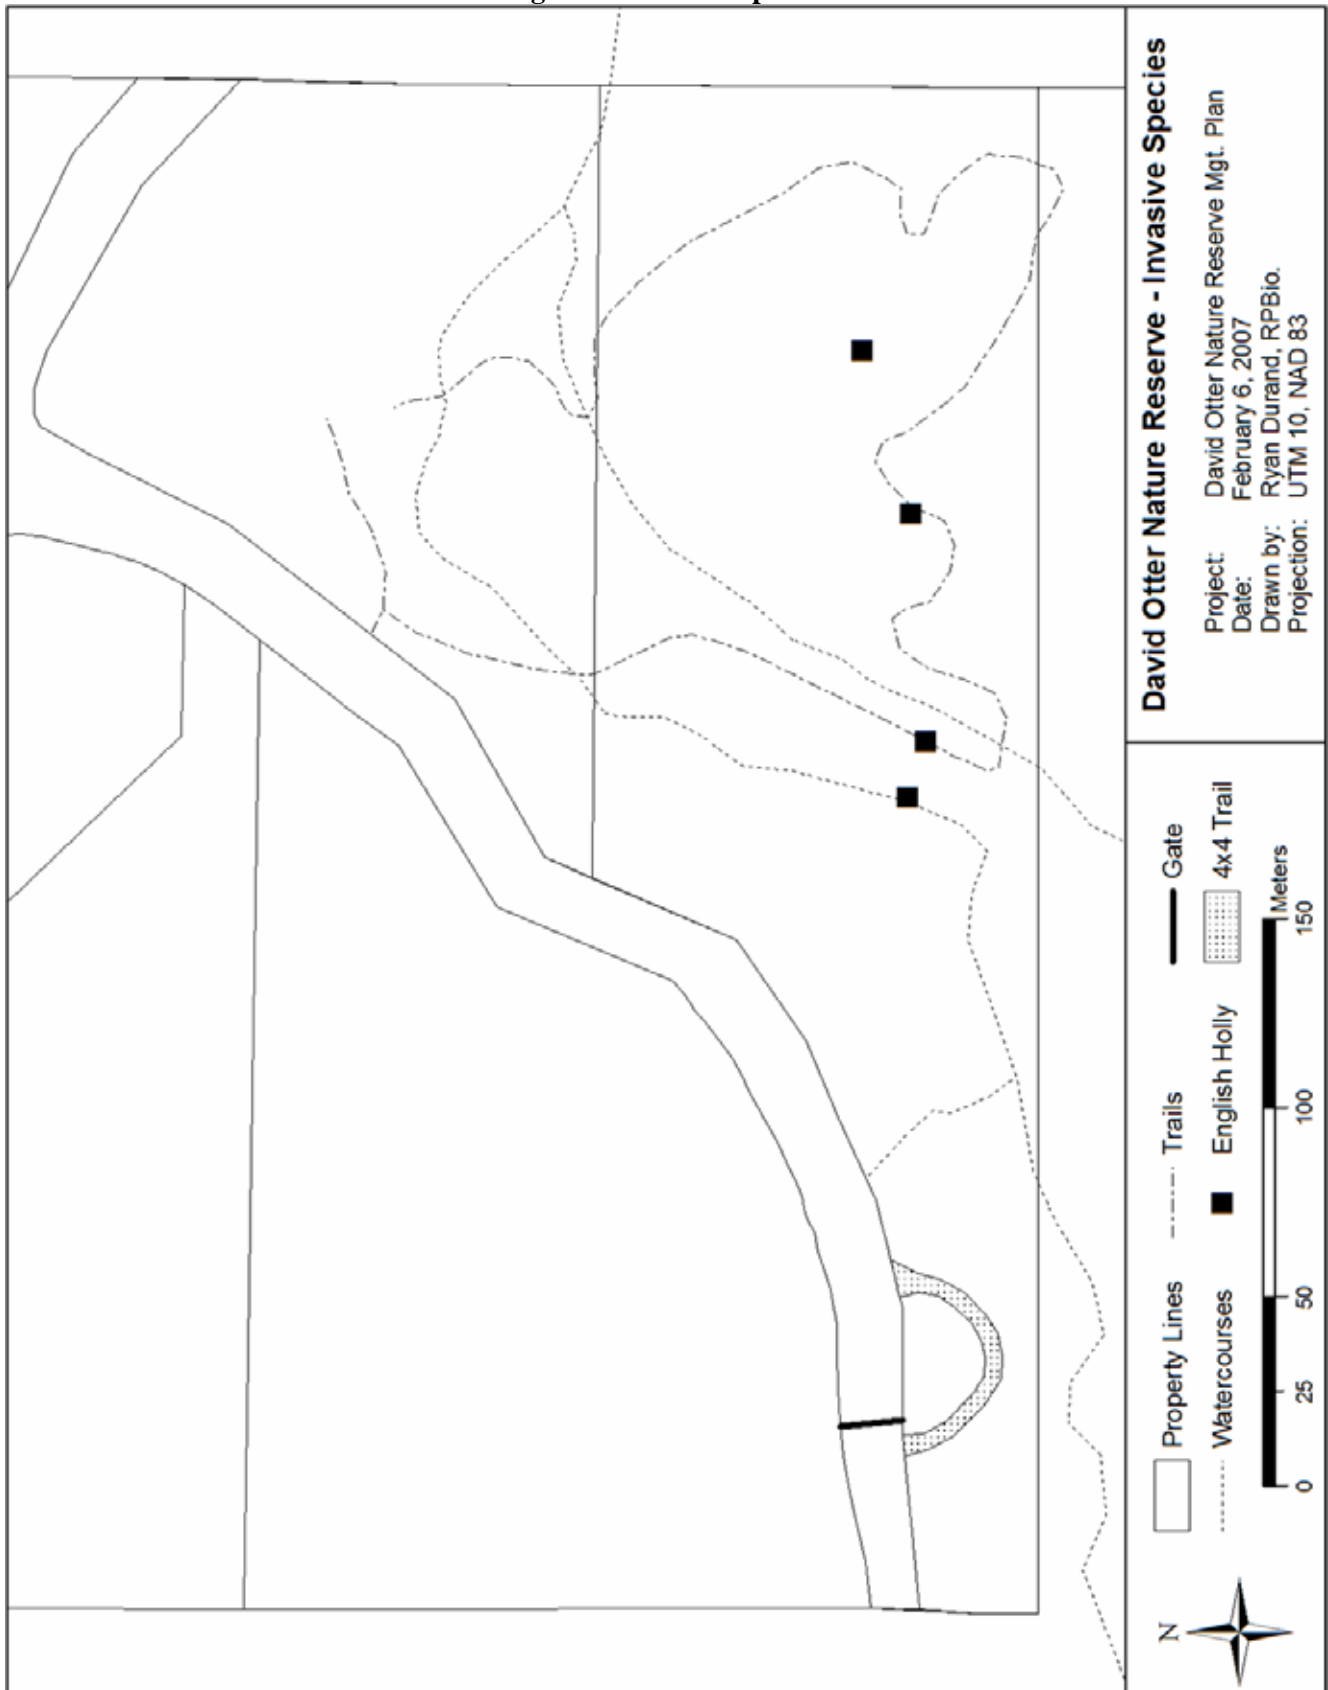 David Otter Nature Reserve - Invasive Species
Project: David Otter Nature Reserve Mgt. Plan
Date: February 6, 2007
Drawn by: Ryan Durand, RPBio.
Projection: UTM 10, NAD 83
N
Property Lines
Trails
Gate
Watercourses
English Holly
4x4 Trail
Meters
0 25 50 100 150